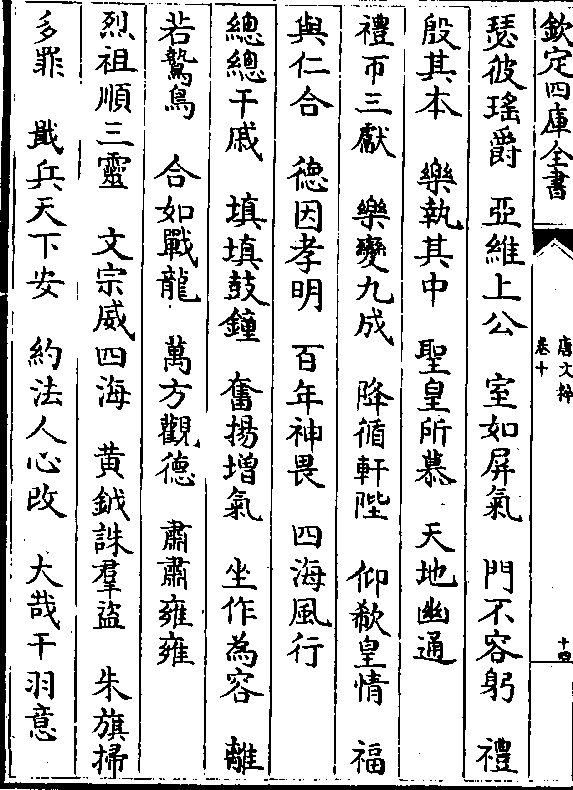 欽定四庫全書
唐文粹
卷十
十四
瑟彼瑤爵　亞維上公　室如屏氣　門不容躬　禮
殷其本　樂執其中　聖皇所慕　天地幽通
禮帀三獻　樂變九成　降循軒陛　仰欷皇情　福
與仁合　德因孝明　百年神畏　四海風行
總總干戚　填填鼓鐘　奮揚增氣　坐作為容　離
若鷙鳥　合如戰龍　萬方觀德　肅肅雍雍
烈祖順三靈　文宗威四海　黃鉞誅羣盜　朱旗掃
多罪　戢兵天下安　約法人心改　大哉干羽意